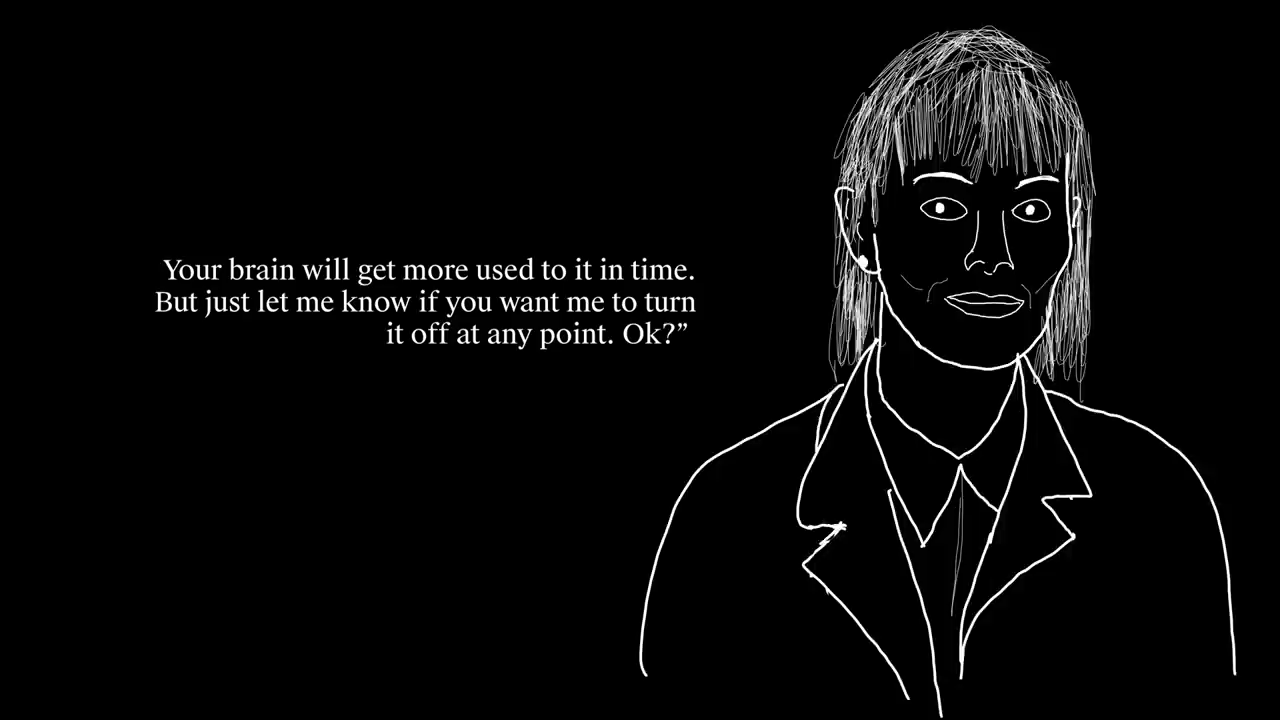 Your brain will get more used to it in time.
But just let me know if you want me to turn
it off at any point. Ok?”